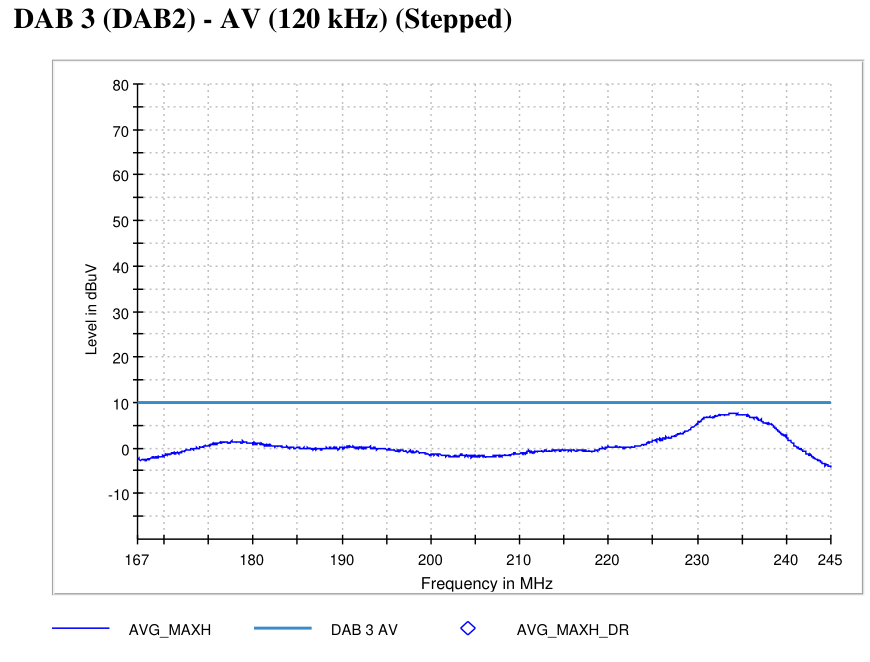 DAB 3 (DAB2) - AV (120 kHz) (Stepped)
80
70
60
50
40
30
20
10
0
-10
Level in dBuV
167 180 190 200 210 220 230 240 245
Frequency in MHz
AVG_MAXH DAB 3 AV AVG_MAXH_DR